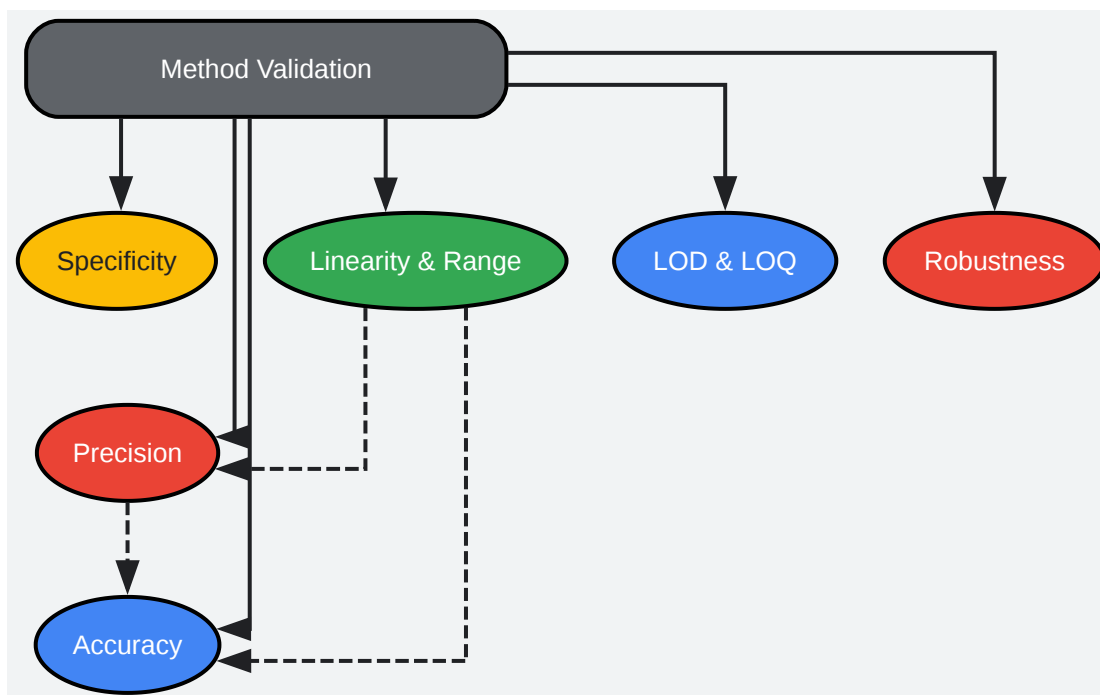 Method Validation
Specificity
Linearity & Range
LOD & LOQ
Robustness
Precision
Accuracy